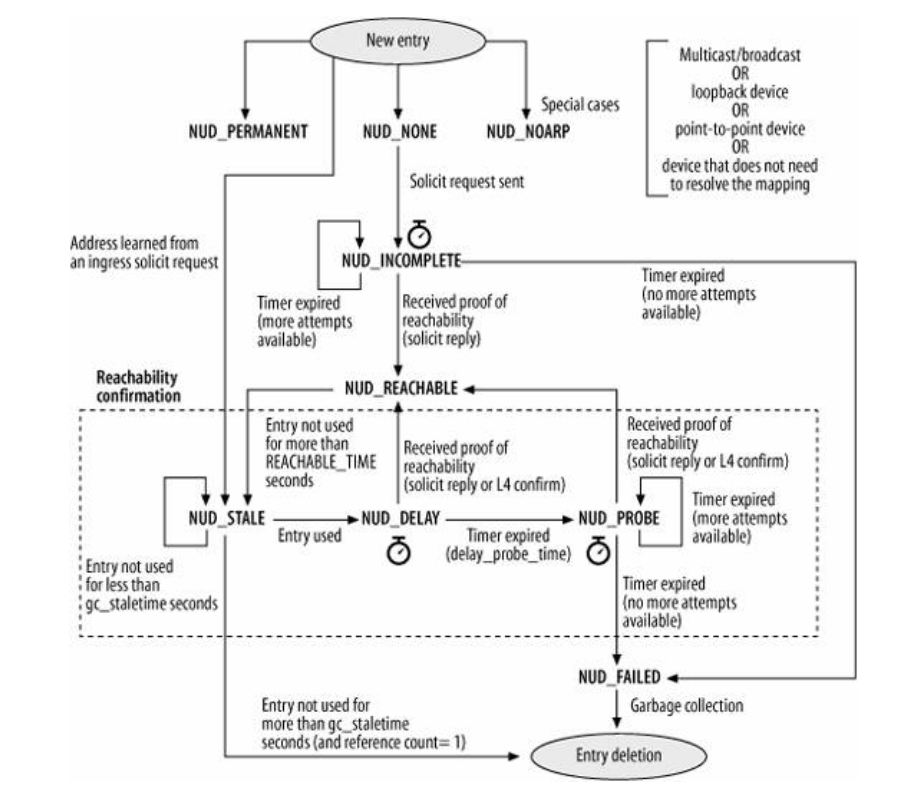 New entry
Multicast/broadcast
OR
loopback device
OR
point-to-point device
OR
device that does not need
to resolve the mapping
Special cases
NUD_PERMANENT
NUD_NONE
NUD_NOARP
Solicit request sent
Address learned from
an ingress solicit request
NUD_INCOMPLETE
Timer expired
(more attempts
available)
Received proof of
reachability
(solicit reply)
Timer expired
(no more attempts
available)
Reachability
confirmation
NUD_REACHABLE
Entry not used
for more than
REACHABLE_TIME
seconds
Received proof of
reachability
(solicit reply or L4 confirm)
Received proof of
reachability
(solicit reply or L4 confirm)
NUD_STALE
Entry used
NUD_DELAY
Timer expired
(delay_probe_time)
NUD_PROBE
Timer expired
(more attempts
available)
Entry not used
for less than
gc_staletime seconds
Timer expired
(no more attempts
available)
NUD_FAILED
Garbage collection
Entry not used for
more than gc_staletime
seconds (and reference count= 1)
Entry deletion